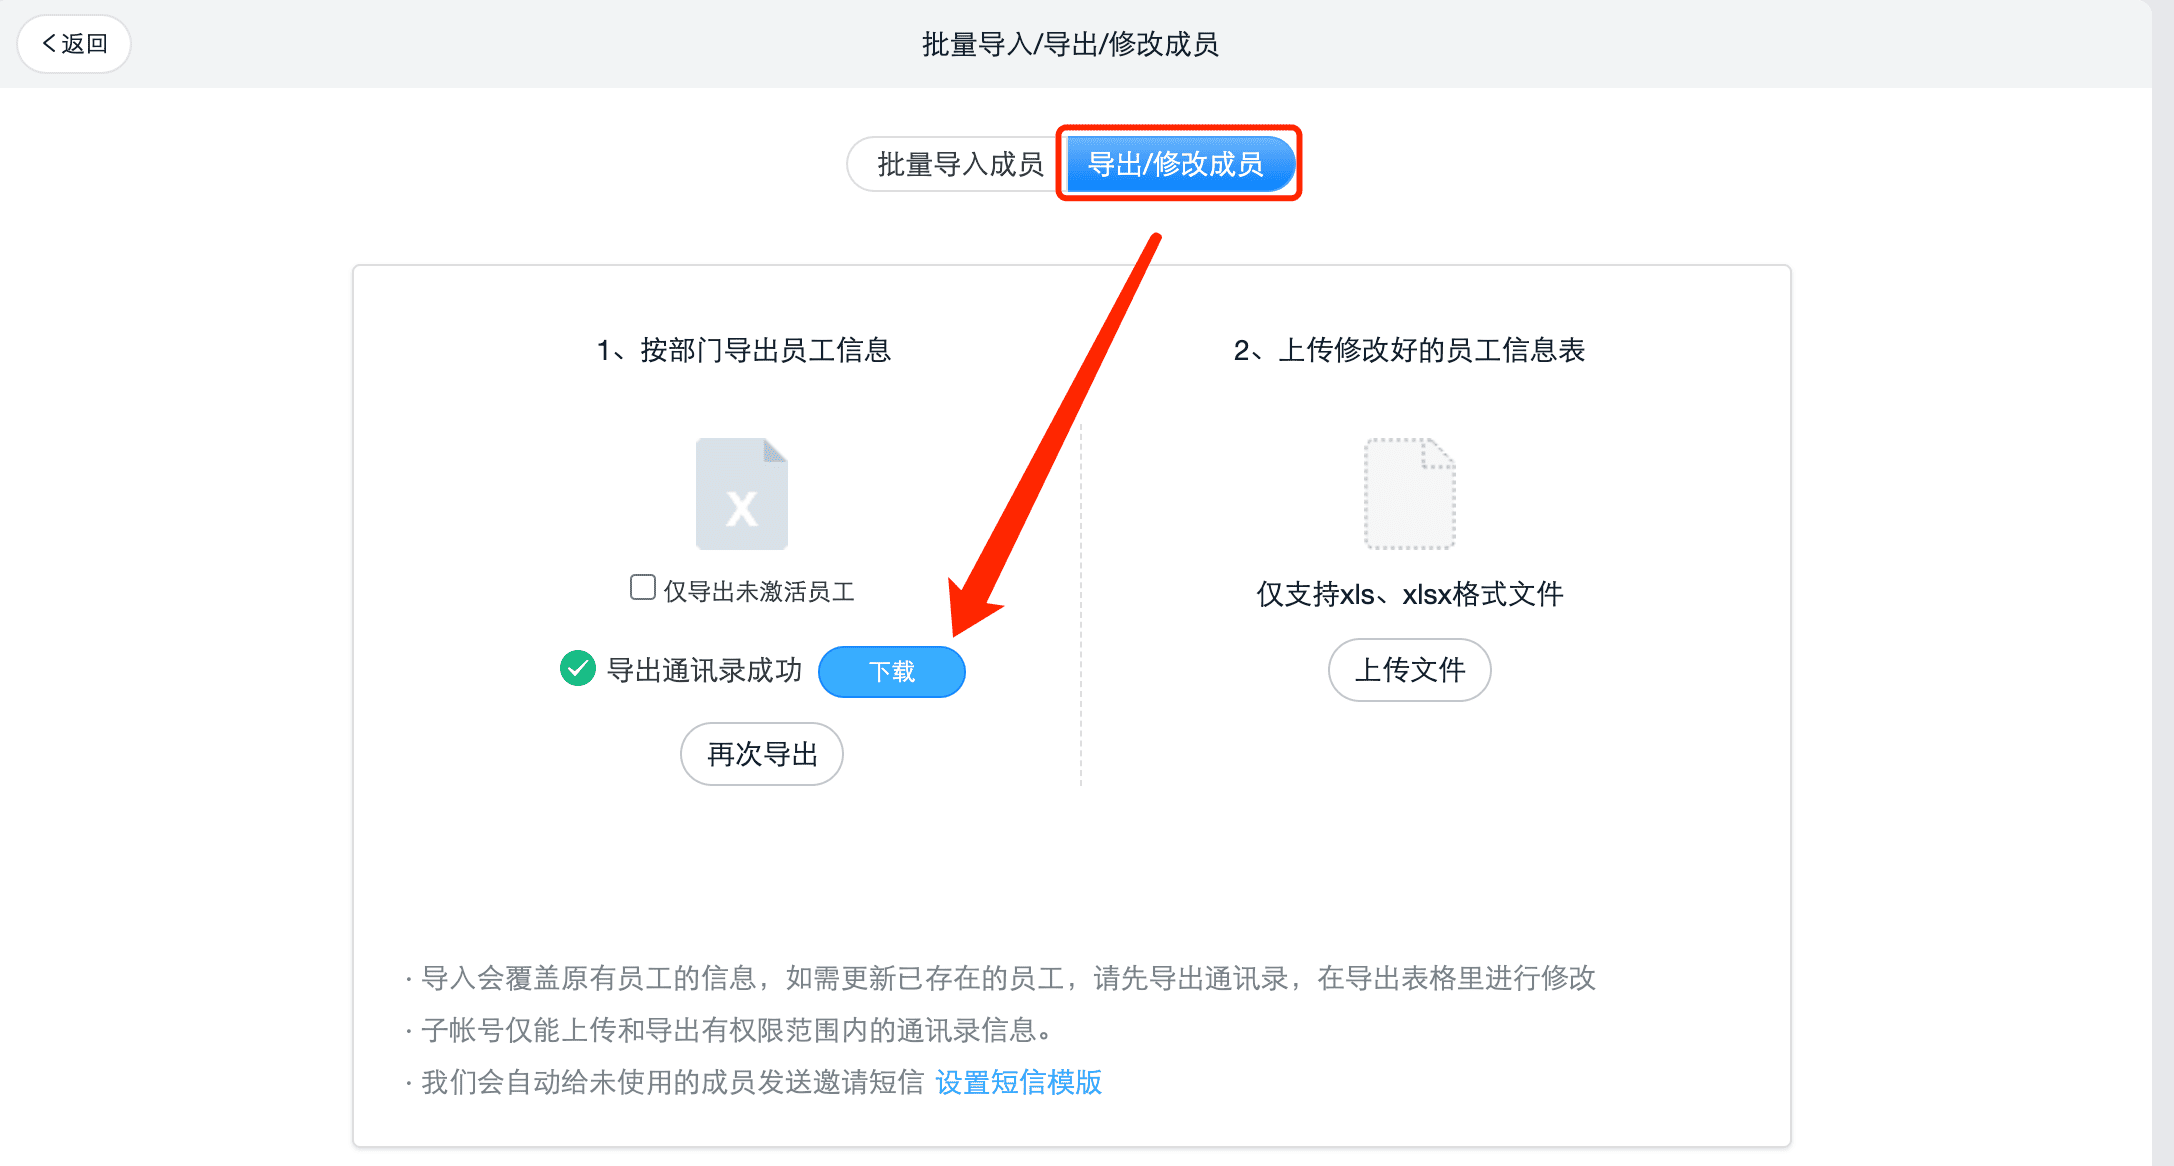 返回
批量导入/导出/修改成员
批量导入成员
导出/修改成员
1、按部门导出员工信息
X
仅导出未激活员工
导出通讯录成功
下载
再次导出
2、上传修改好的员工信息表
仅支持xls、xlsx格式文件
上传文件
· 导入会覆盖原有员工的信息，如需更新已存在的员工，请先导出通讯录，在导出表格里进行修改
· 子帐号仅能上传和导出有权限范围内的通讯录信息。
· 我们会自动给未使用的成员发送邀请短信 设置短信模版